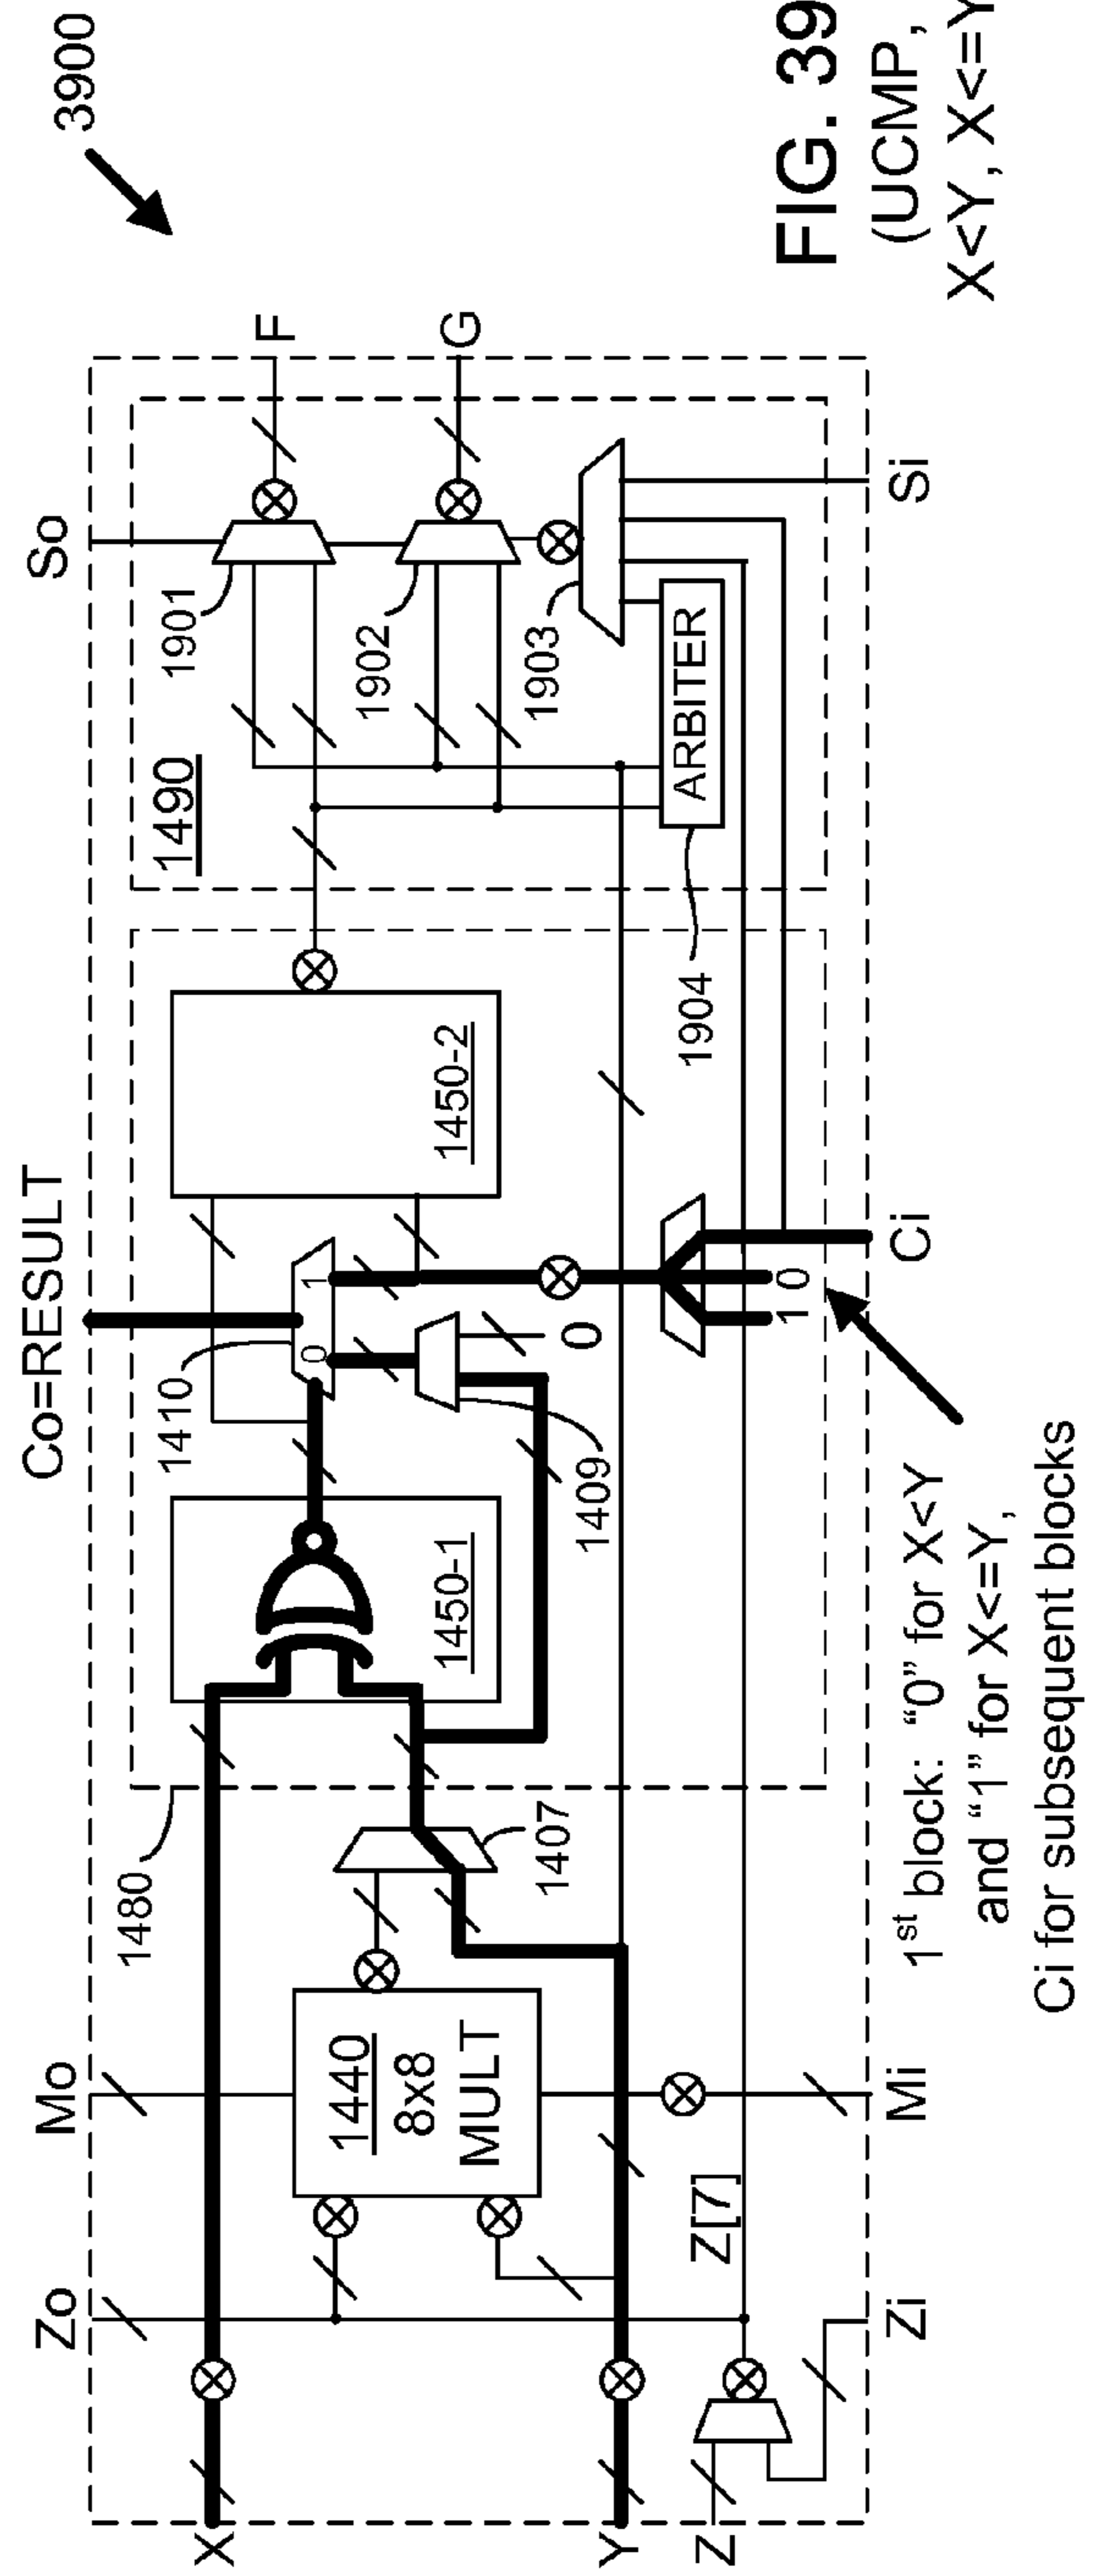 3900
FIG. 39
(UCMP,
X<Y, X<=Y
Co=RESULT
So
Zo
Mo
1480
1410
1490
1901
F
1902
G
1903
1450-1
1450-2
0
1
1409
0
1440
8x8
MULT
1407
ARBITER
1904
X
Y
Z
Z[7]
1
0
Zi
Mi
Ci
Si
1st block: "0" for X<Y
and "1" for X<=Y,
Ci for subsequent blocks